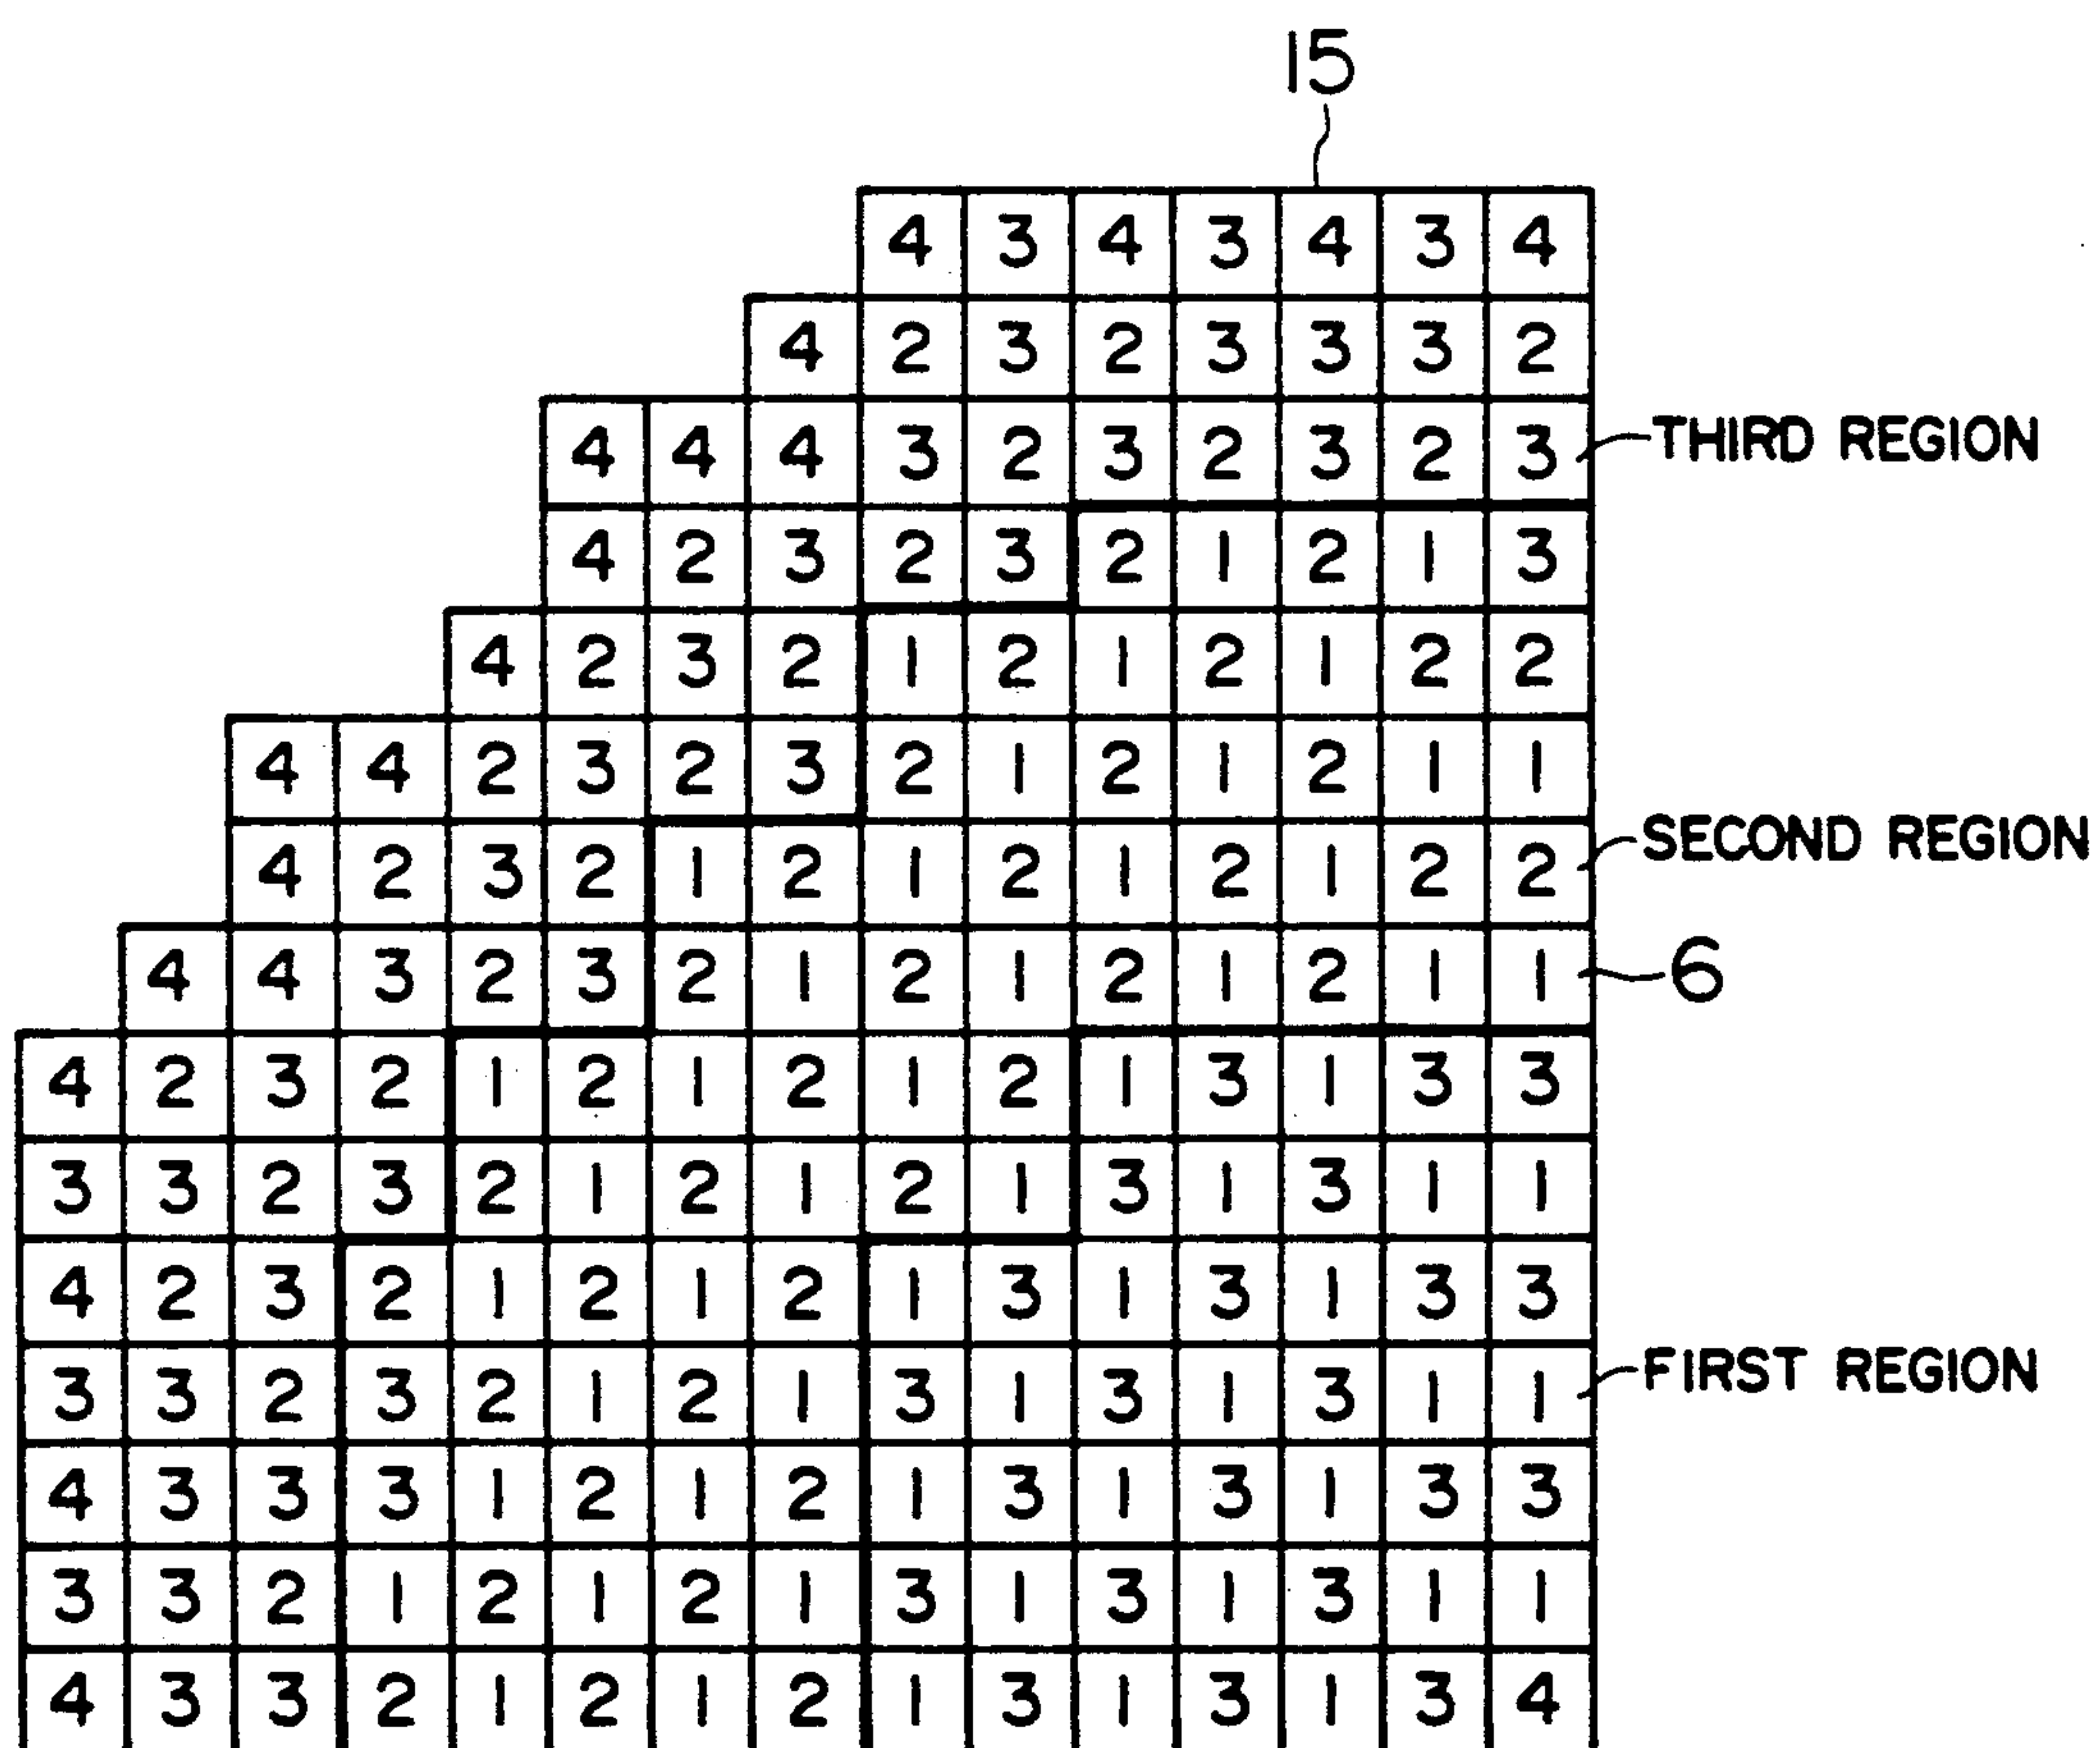 15
4 3 4 3 4 3 4
4 2 3 2 3 3 3 2
4 4 4 3 2 3 2 3 2 3 THIRD REGION
4 2 3 2 3 2 1 2 1 3
4 2 3 2 1 2 1 2 1 2 2
4 4 2 3 2 3 2 1 2 1 2 1 1
4 2 3 2 1 2 1 2 1 2 1 2 2 SECOND REGION
4 4 3 2 3 2 1 2 1 2 1 2 1 1 6
4 2 3 2 1 2 1 2 1 2 1 3 1 3 3
3 3 2 3 2 1 2 1 2 1 3 1 3 1 1
4 2 3 2 1 2 1 2 1 3 1 3 1 3 3
3 3 2 3 2 1 2 1 3 1 3 1 3 1 1 FIRST REGION
4 3 3 3 1 2 1 2 1 3 1 3 1 3 3
3 3 2 1 2 1 2 1 3 1 3 1 3 1 1
4 3 3 2 1 2 1 2 1 3 1 3 1 3 4